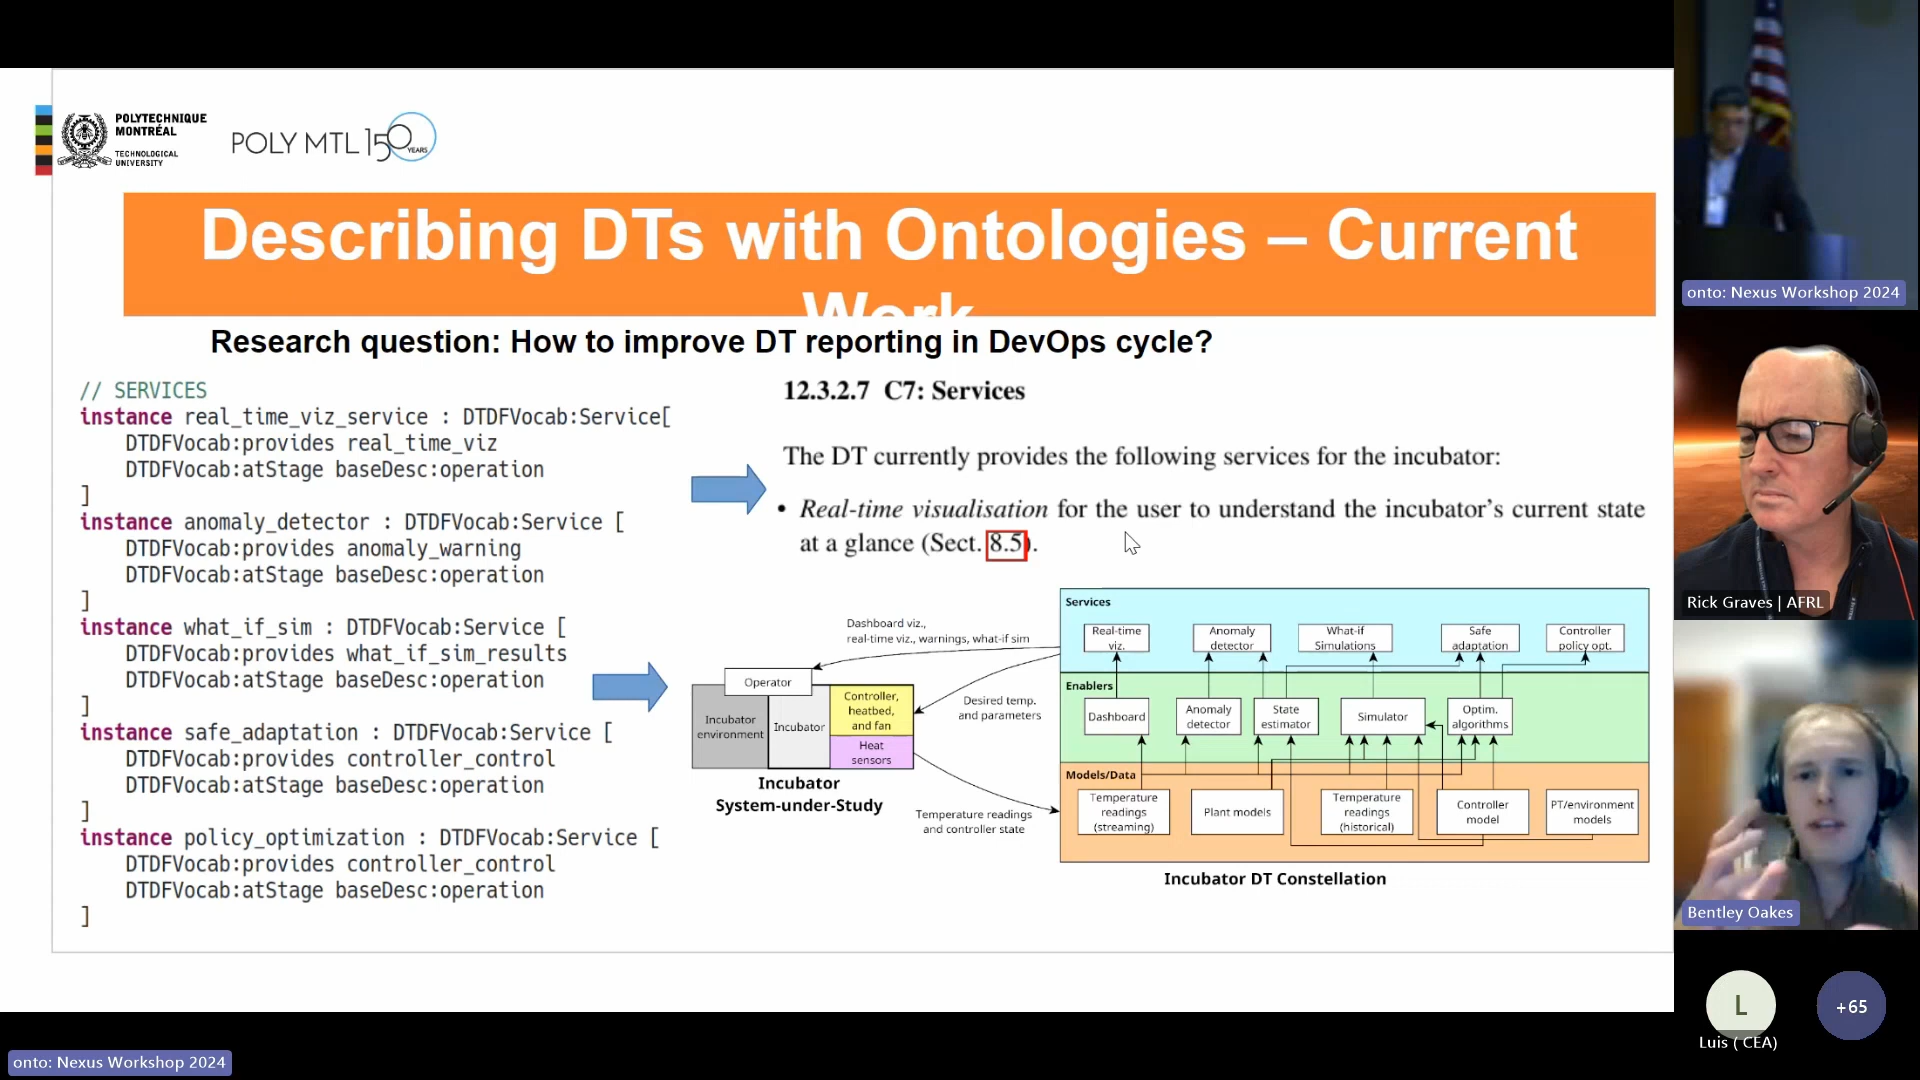 POLYTECHNIQUE
MONTRÉAL
TECHNOLOGICAL
UNIVERSITY
POLY MTL 150
YEARS
Describing DTs with Ontologies – Current
Work
Research question: How to improve DT reporting in DevOps cycle?
// SERVICES
instance real_time_viz_service : DTDFVocab:Service[
DTDFVocab:provides real_time_viz
DTDFVocab:atStage baseDesc:operation
]
instance anomaly_detector : DTDFVocab:Service [
DTDFVocab:provides anomaly_warning
DTDFVocab:atStage baseDesc:operation
]
instance what_if_sim : DTDFVocab:Service [
DTDFVocab:provides what_if_sim_results
DTDFVocab:atStage baseDesc:operation
]
instance safe_adaptation : DTDFVocab:Service [
DTDFVocab:provides controller_control
DTDFVocab:atStage baseDesc:operation
]
instance policy_optimization : DTDFVocab:Service [
DTDFVocab:provides controller_control
DTDFVocab:atStage baseDesc:operation
]
12.3.2.7 C7: Services
The DT currently provides the following services for the incubator:
• Real-time visualisation for the user to understand the incubator's current state
at a glance (Sect. 8.5).
Dashboard viz.,
real-time viz., warnings, what-if sim
Operator
Incubator
environment
Incubator
Controller,
heatbed,
and fan
Heat
sensors
Incubator
System-under-Study
Desired temp.
and parameters
Temperature readings
and controller state
Services
Real-time
viz.
Anomaly
detector
What-if
Simulations
Safe
adaptation
Controller
policy opt.
Enablers
Dashboard
Anomaly
detector
State
estimator
Simulator
Optim.
algorithms
Models/Data
Temperature
readings
(streaming)
Plant models
Temperature
readings
(historical)
Controller
model
PT/environment
models
Incubator DT Constellation
onto: Nexus Workshop 2024
Rick Graves | AFRL
Bentley Oakes
L
Luis ( CEA)
+65
onto: Nexus Workshop 2024